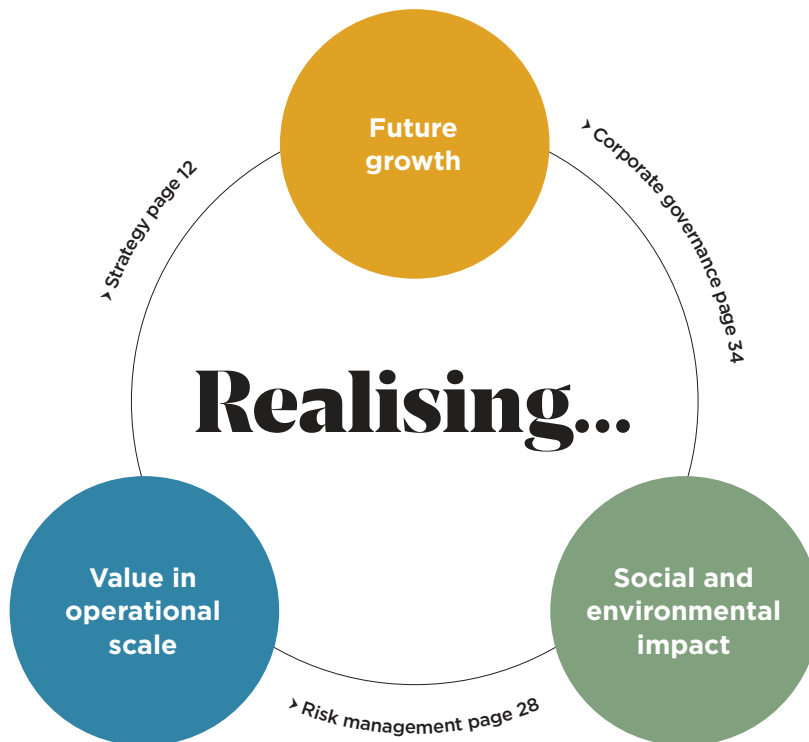 Future
growth
➤ Strategy page 12
➤ Corporate governance page 34
Realising...
Value in
operational
scale
Social and
environmental
impact
➤ Risk management page 28